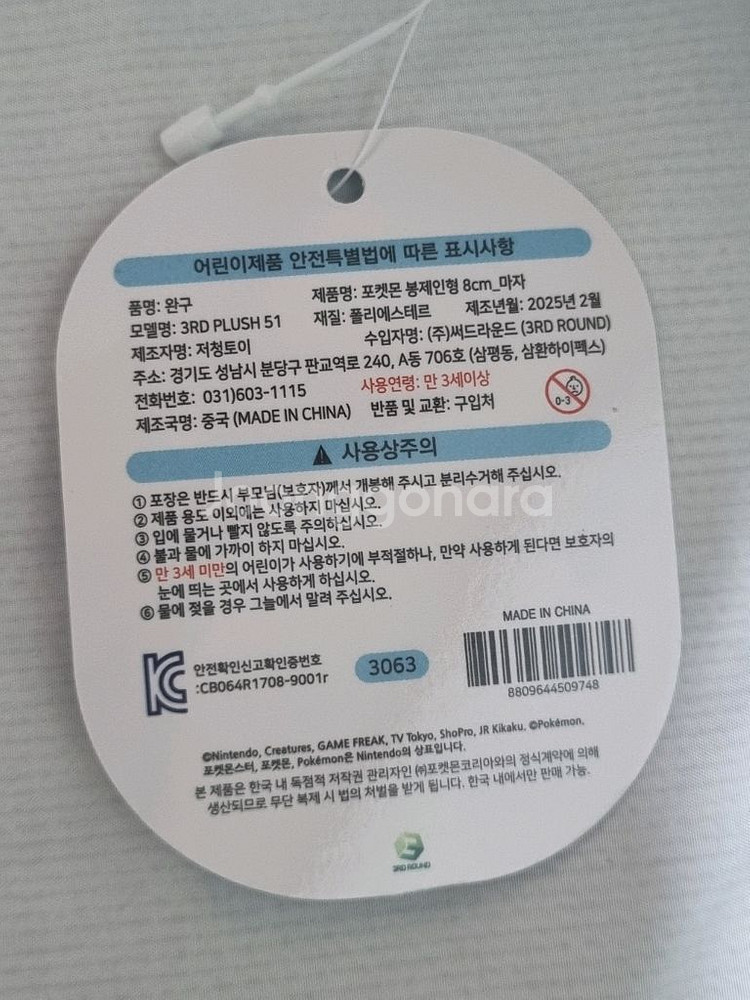 어린이제품 안전특별법에 따른 표시사항
품명: 완구 제품명: 포켓몬 봉제인형 8cm_마자
모델명: 3RD PLUSH 51 재질: 폴리에스테르 제조년월: 2025년 2월
제조자명: 저청토이 수입자명: (주)써드라운드 (3RD ROUND)
주소: 경기도 성남시 분당구 판교역로 240, A동 706호 (삼평동, 삼환하이펙스)
전화번호: 031)603-1115 사용연령: 만 3세이상
제조국명: 중국 (MADE IN CHINA) 반품 및 교환: 구입처
0-3
사용상주의
① 포장은 반드시 부모님(보호자)께서 개봉해 주시고 분리수거해 주십시오.
② 제품 용도 이외에는 사용하지 마십시오.
③ 입에 물거나 빨지 않도록 주의하십시오.
④ 불과 물에 가까이 하지 마십시오.
⑤ 만 3세 미만의 어린이가 사용하기에 부적절하나, 만약 사용하게 된다면 보호자의
눈에 띄는 곳에서 사용하게 하십시오.
⑥ 물에 젖을 경우 그늘에서 말려 주십시오.
Joonggonara
MADE IN CHINA
안전확인신고확인증번호
:CB064R1708-9001r
3063
8809644509748
©Nintendo, Creatures, GAME FREAK, TV Tokyo, ShoPro, JR Kikaku. ©Pokémon.
포켓몬스터, 포켓몬, Pokémon은 Nintendo의 상표입니다.
본 제품은 한국 내 독점적 저작권 관리자인 ㈜포켓몬코리아와의 정식계약에 의해
생산되므로 무단 복제 시 법의 처벌을 받게 됩니다. 한국 내에서만 판매 가능.
3RD ROUND